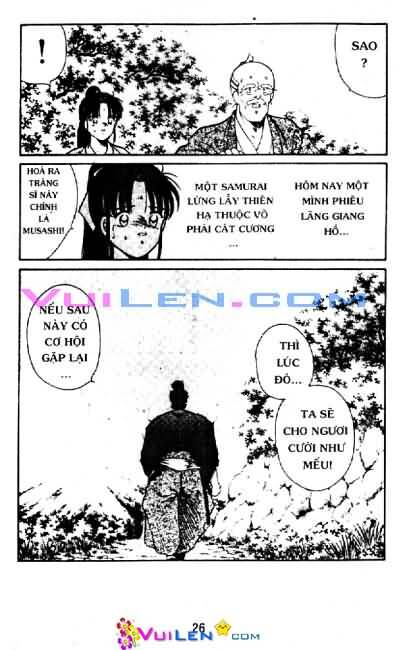 !
SAO
?
HOÁ RA
TRÁNG
SĨ NÀY
CHÍNH
LÀ
MUSASHI!
MỘT SAMURAI
LỪNG LẪY THIÊN
HẠ THUỘC VÕ
PHÁI CÁT CƯƠNG
...
HÔM NAY MỘT
MÌNH PHIÊU
LÃNG GIANG
HỒ...
VUILEN.COM
NẾU SAU
NÀY CÓ
CƠ HỘI
GẶP LẠI
...
THÌ
LÚC
ĐÓ...
TA SẼ
CHO NGƯƠI
CƯỜI NHƯ
MẾU!
26
VUILEN.COM